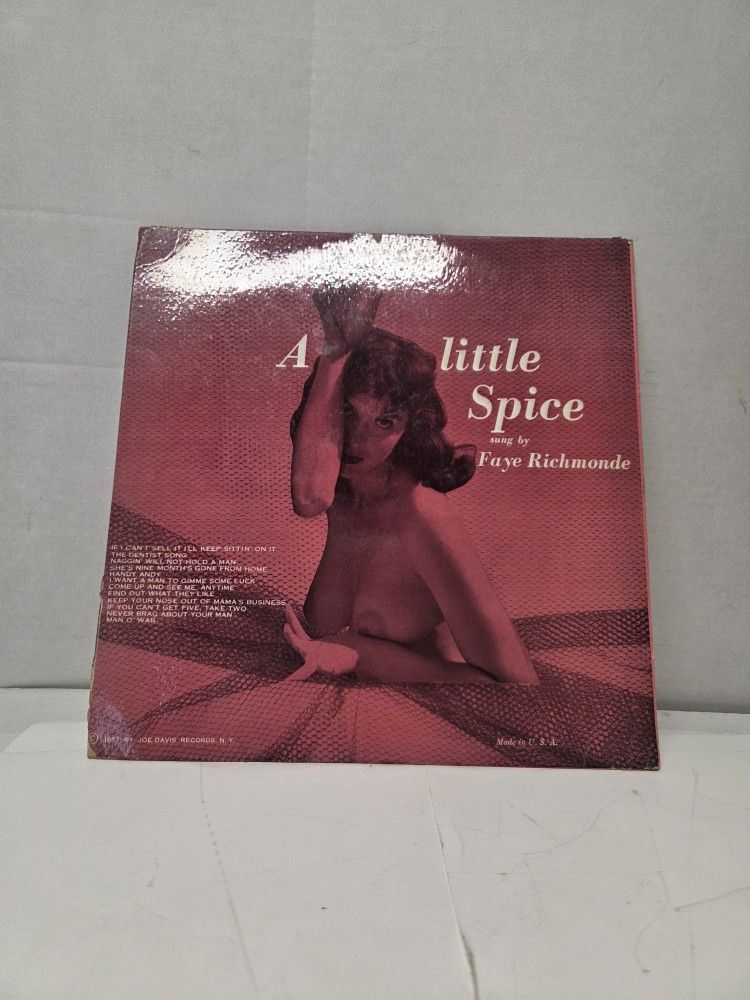 A little
Spice
sung by
Faye Richmonde
IF I CAN'T SELL IT I'LL KEEP SITTIN' ON IT
THE DENTIST SONG
NAGGIN' WILL NOT HOLD A MAN
SHE'S NINE MONTH'S GONE FROM HOME
HANDY ANDY
I WANT A MAN TO GIMME SOME LUCK
COME UP AND SEE ME, ANYTIME
FIND OUT WHAT THEY LIKE
KEEP YOUR NOSE OUT OF MAMA'S BUSINESS
IF YOU CAN'T GET FIVE, TAKE TWO
NEVER BRAG ABOUT YOUR MAN
MAN O' WAR
© 1957 BY JOE DAVIS RECORDS, N. Y.
Made in U. S. A.